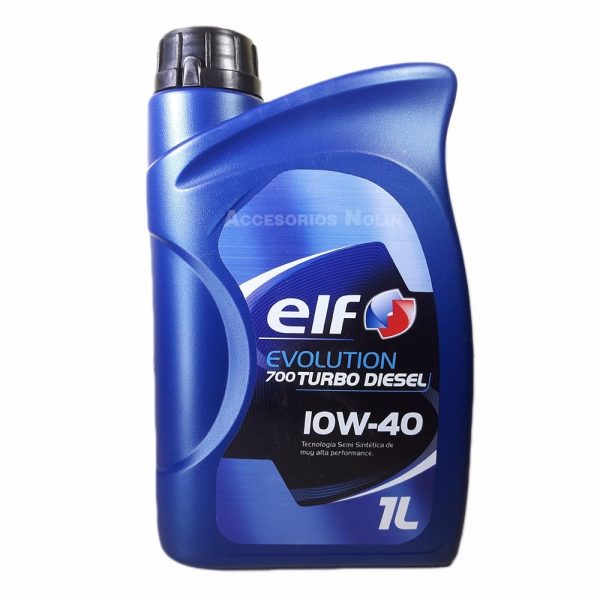 Accesorios Nolin
elf
EVOLUTION
700 TURBO DIESEL
10W-40
Tecnología Semi Sintética de
muy alta performance.
1L